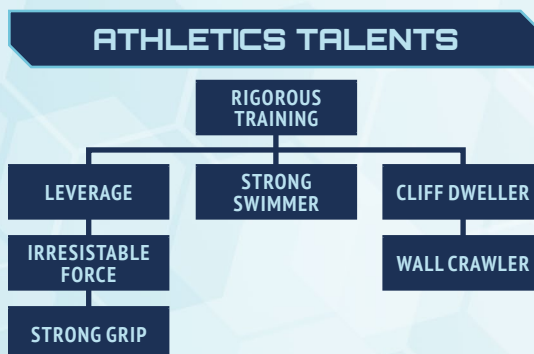 ATHLETICS TALENTS
RIGOROUS
TRAINING
LEVERAGE
STRONG
SWIMMER
CLIFF DWELLER
IRRESISTABLE
FORCE
WALL CRAWLER
STRONG GRIP